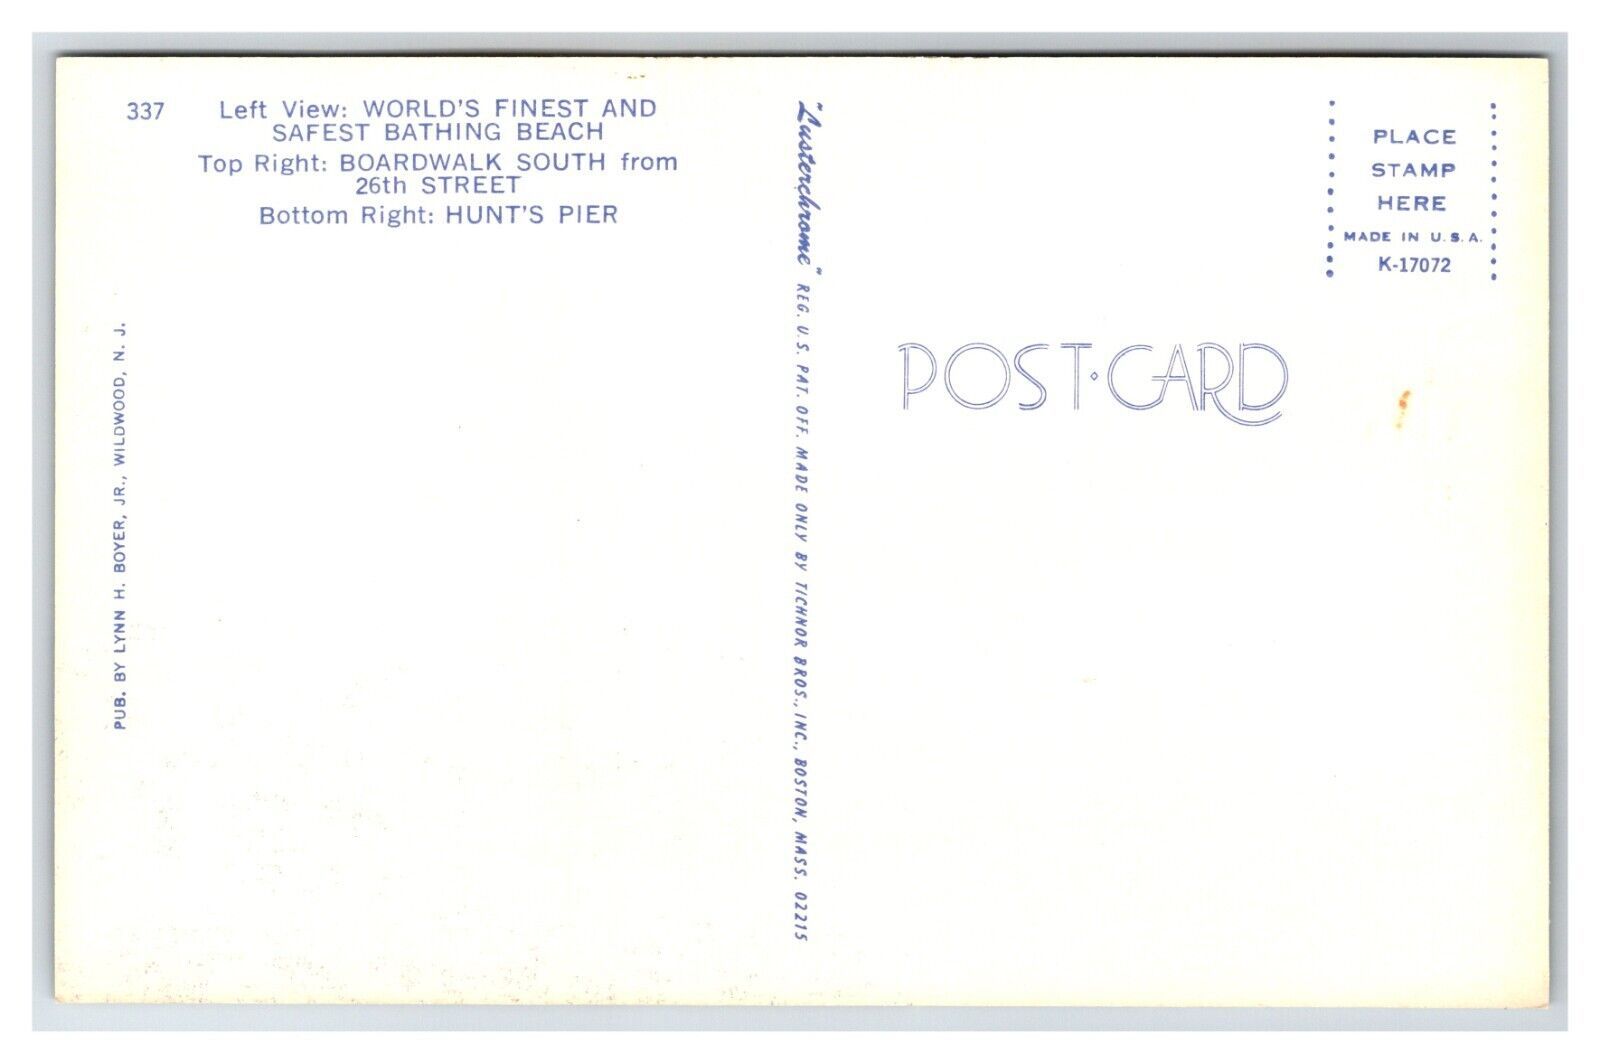 337
Left View: WORLD'S FINEST AND
SAFEST BATHING BEACH
Top Right: BOARDWALK SOUTH from
26th STREET
Bottom Right: HUNT'S PIER
PUB. BY LYNN H. BOYER, JR., WILDWOOD, N. J.
"Lusterchrome" REG. U.S. PAT. OFF. MADE ONLY BY TICHNOR BROS., INC., BOSTON, MASS. 02215
PLACE
STAMP
HERE
MADE IN U.S.A.
K-17072
POST·CARD